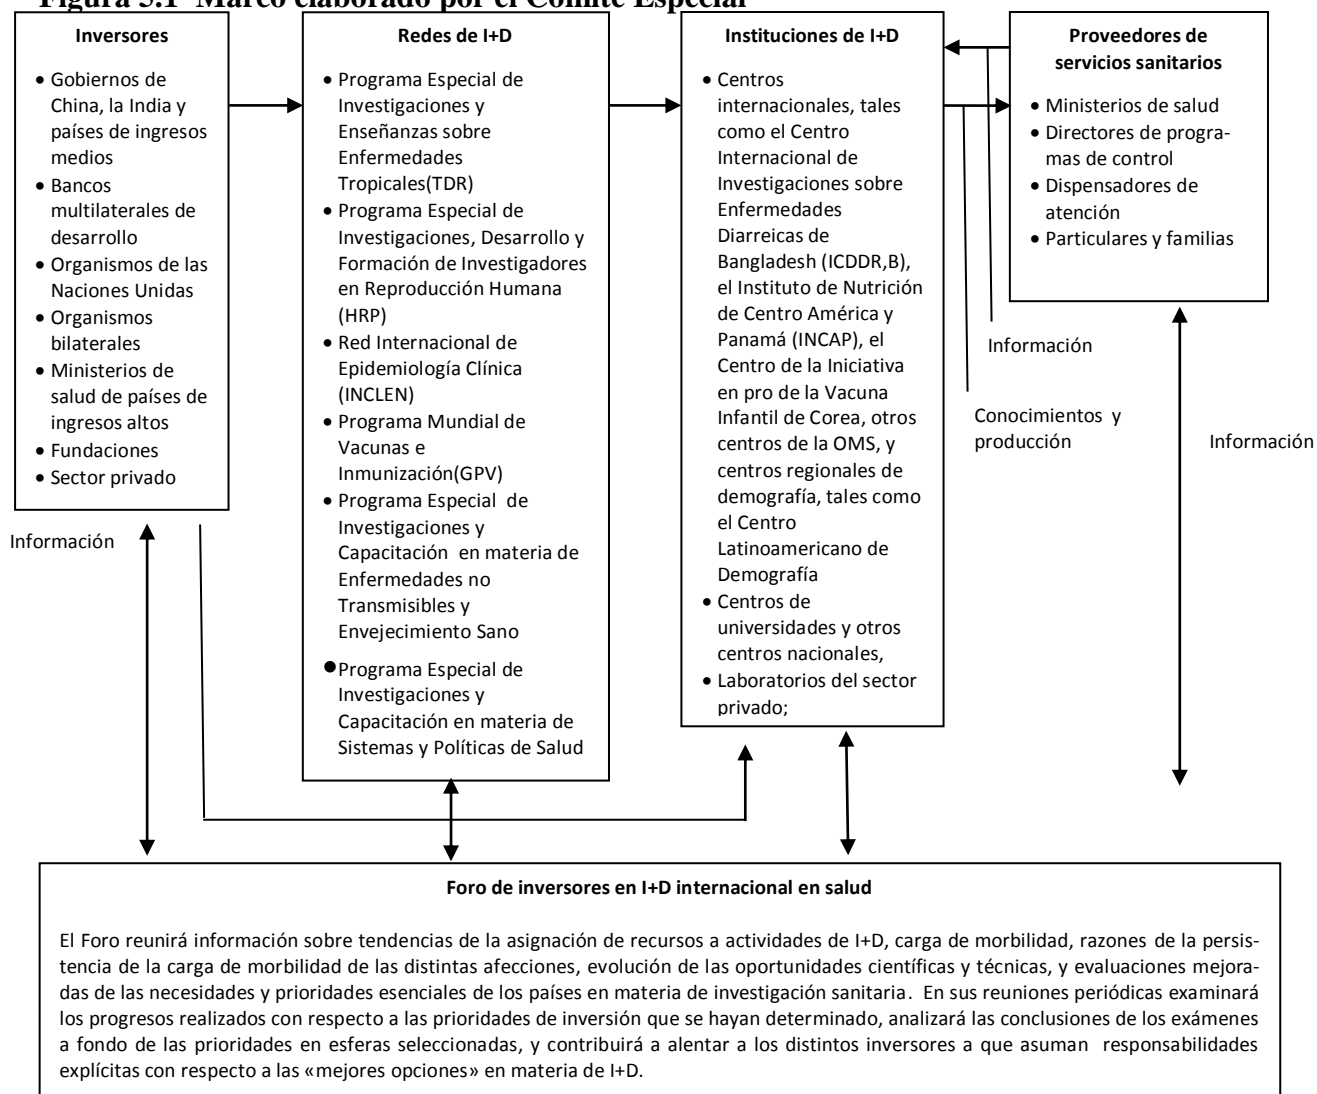 Figura 5.1 Marco elaborado por el Comité Especial
Inversores
• Gobiernos de
China, la India y
países de ingresos
medios
• Bancos
multilaterales de
desarrollo
• Organismos de las
Naciones Unidas
• Organismos
bilaterales
• Ministerios de
salud de países de
ingresos altos
• Fundaciones
• Sector privado
Información
Redes de I+D
• Programa Especial de
Investigaciones y
Enseñanzas sobre
Enfermedades
Tropicales(TDR)
• Programa Especial de
Investigaciones, Desarrollo y
Formación de Investigadores
en Reproducción Humana
(HRP)
• Red Internacional de
Epidemiología Clínica
(INCLEN)
• Programa Mundial de
Vacunas e
Inmunización(GPV)
• Programa Especial de
Investigaciones y
Capacitación en materia de
Enfermedades no
Transmisibles y
Envejecimiento Sano
• Programa Especial de
Investigaciones y
Capacitación en materia de
Sistemas y Políticas de Salud
Instituciones de I+D
• Centros
internacionales, tales
como el Centro
Internacional de
Investigaciones sobre
Enfermedades
Diarreicas de
Bangladesh (ICDDR,B),
el Instituto de Nutrición
de Centro América y
Panamá (INCAP), el
Centro de la Iniciativa
en pro de la Vacuna
Infantil de Corea, otros
centros de la OMS, y
centros regionales de
demografía, tales como
el Centro
Latinoamericano de
Demografía
• Centros de
universidades y otros
centros nacionales,
• Laboratorios del sector
privado;
Proveedores de
servicios sanitarios
• Ministerios de salud
• Directores de progra-
mas de control
• Dispensadores de
atención
• Particulares y familias
Información
Conocimientos y
producción
Información
Foro de inversores en I+D internacional en salud
El Foro reunirá información sobre tendencias de la asignación de recursos a actividades de I+D, carga de morbilidad, razones de la persis-
tencia de la carga de morbilidad de las distintas afecciones, evolución de las oportunidades científicas y técnicas, y evaluaciones mejora-
das de las necesidades y prioridades esenciales de los países en materia de investigación sanitaria. En sus reuniones periódicas examinará
los progresos realizados con respecto a las prioridades de inversión que se hayan determinado, analizará las conclusiones de los exámenes
a fondo de las prioridades en esferas seleccionadas, y contribuirá a alentar a los distintos inversores a que asuman responsabilidades
explícitas con respecto a las «mejores opciones» en materia de I+D.